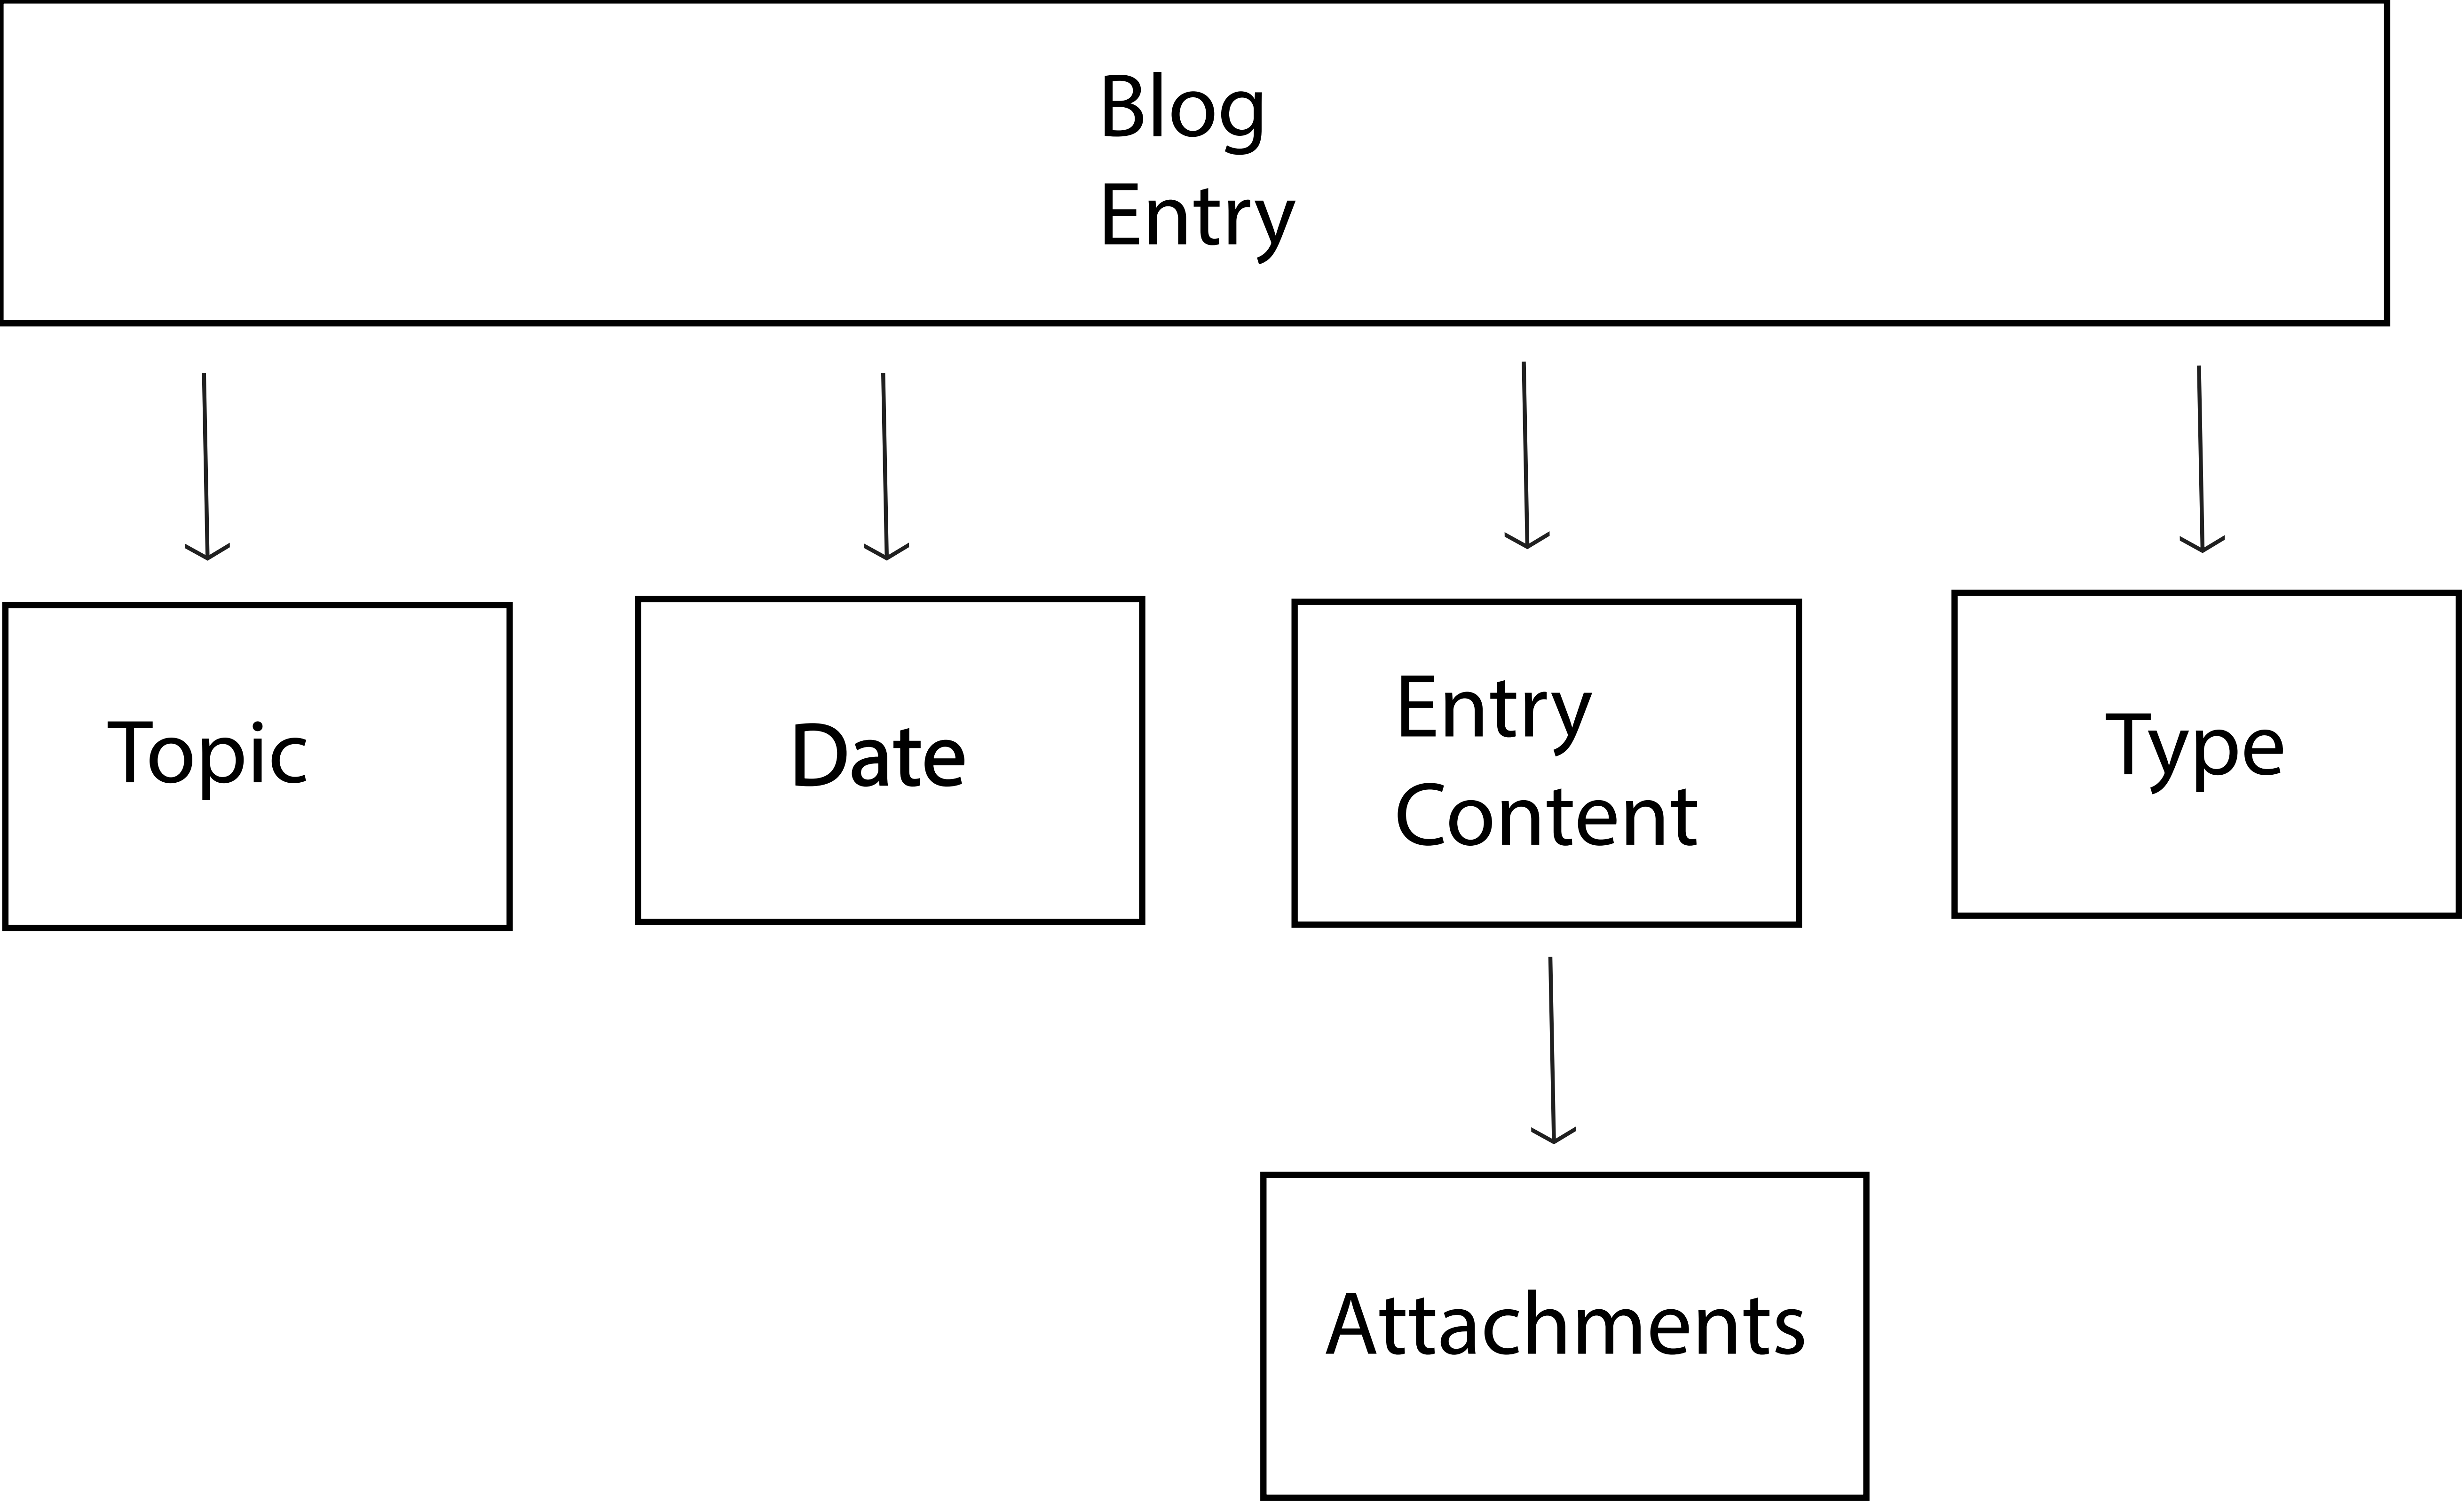 Blog
Entry
Topic
Date
Entry
Content
Type
Attachments